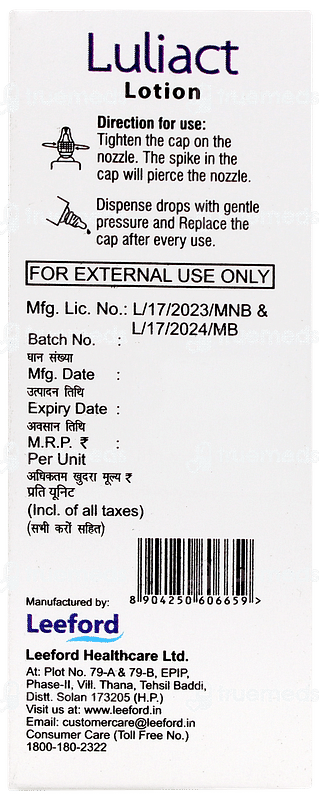 Luliact
Lotion
Direction for use:
Tighten the cap on the
nozzle. The spike in the
cap will pierce the nozzle.
Dispense drops with gentle
pressure and Replace the
cap after every use.
FOR EXTERNAL USE ONLY
Mfg. Lic. No.: L/17/2023/MNB &
L/17/2024/MB
Batch No. :
घान संख्या
Mfg. Date :
उत्पादन तिथि
Expiry Date :
अवसान तिथि
M.R.P. ₹ :
Per Unit
अधिकतम खुदरा मूल्य ₹
प्रति यूनिट
(Incl. of all taxes)
(सभी करों सहित)
8 904250 606659 >
Manufactured by:
Leeford
Leeford Healthcare Ltd.
At: Plot No. 79-A & 79-B, EPIP,
Phase-II, Vill. Thana, Tehsil Baddi,
Distt. Solan 173205 (H.P.)
Visit us at: www.leeford.in
Email: customercare@leeford.in
Consumer Care (Toll Free No.)
1800-180-2322